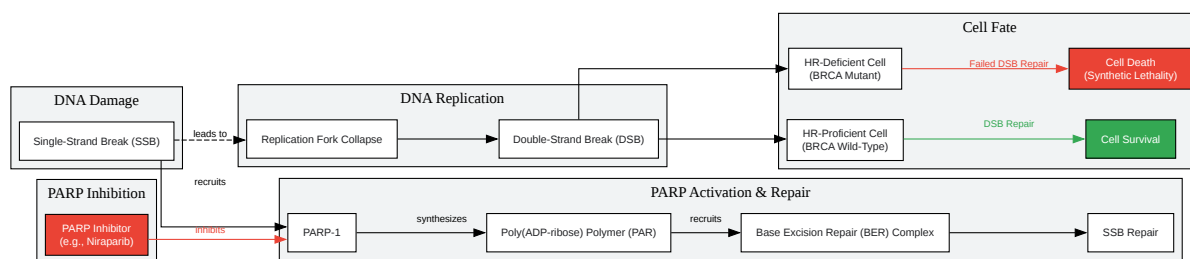 Cell Fate
HR-Deficient Cell
(BRCA Mutant)
Failed DSB Repair
Cell Death
(Synthetic Lethality)
DNA Damage
DNA Replication
Single-Strand Break (SSB)
leads to
Replication Fork Collapse
Double-Strand Break (DSB)
HR-Proficient Cell
(BRCA Wild-Type)
DSB Repair
Cell Survival
recruits
PARP Inhibition
PARP Activation & Repair
PARP Inhibitor
(e.g., Niraparib)
inhibits
PARP-1
synthesizes
Poly(ADP-ribose) Polymer (PAR)
recruits
Base Excision Repair (BER) Complex
SSB Repair